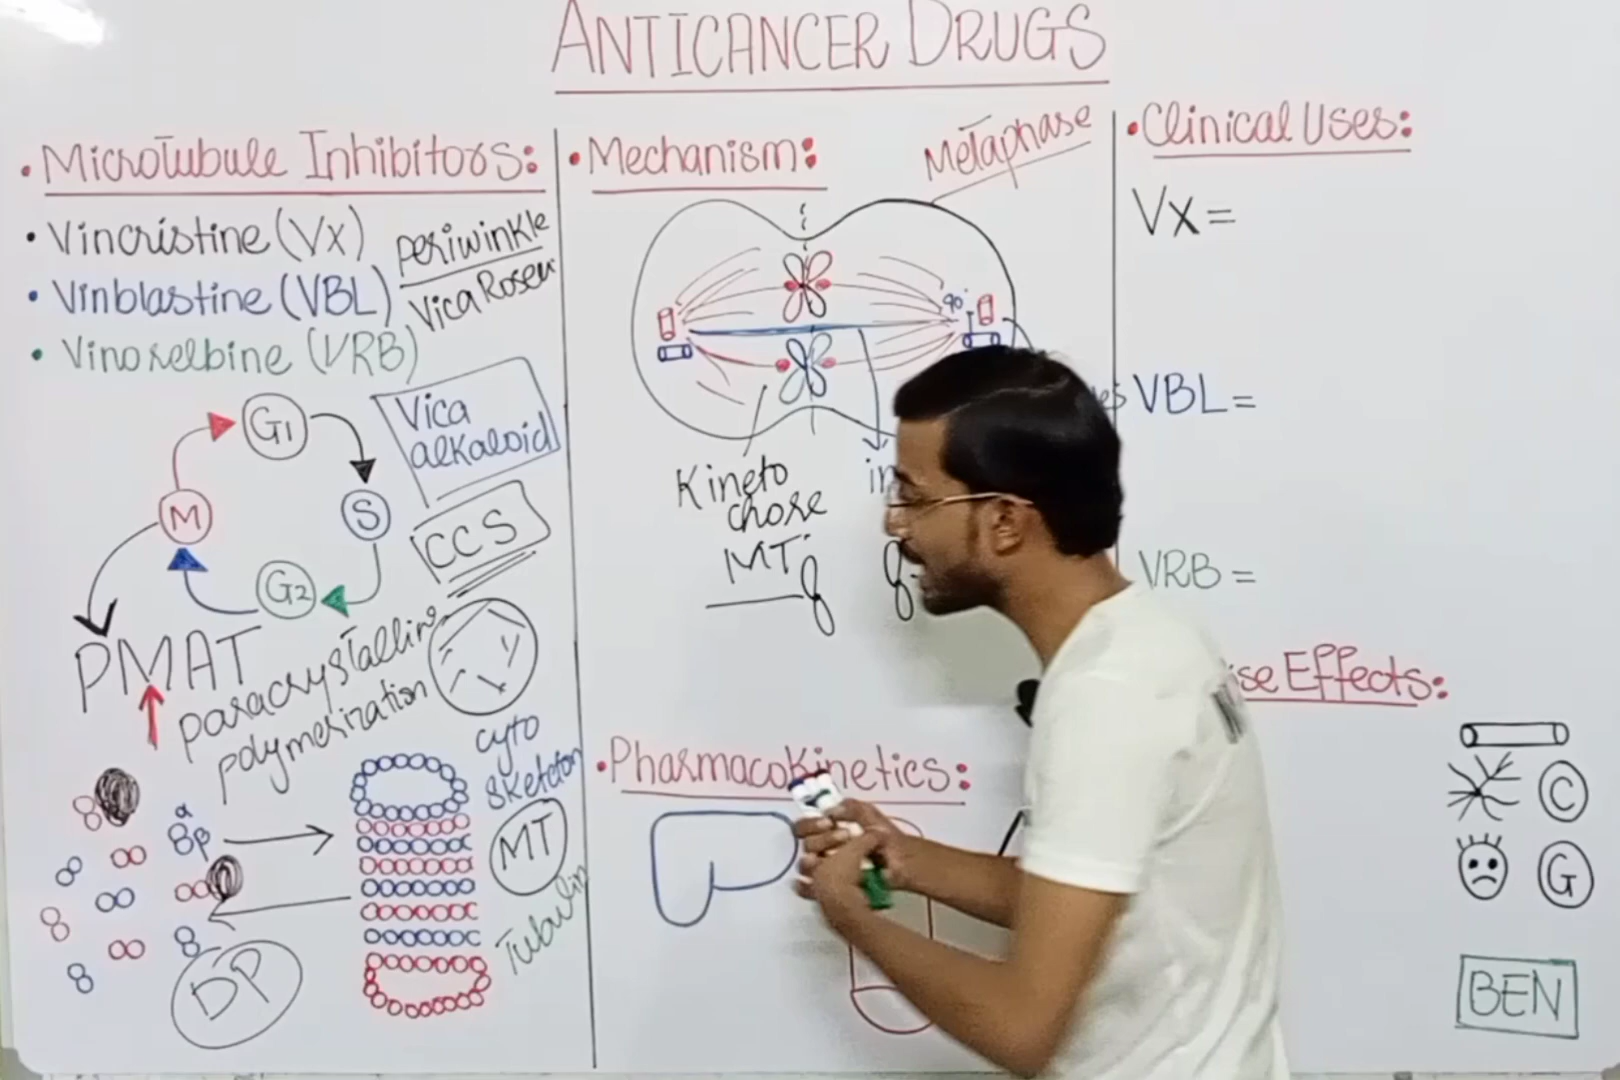 ANTICANCER DRUGS
• Microtubule Inhibitors:
• Vincristine (Vx)
• Vinblastine (VBL)
• Vinorelbine (VRB)
periwinkle
Vica Rosea
G1
S
G2
M
Vica
alkaloid
CCS
PMAT
paracrystalline
polymerization
α
β
cyto
skeleton
MT
Tubulin
DP
• Mechanism:
Metaphase
90°
Kineto
chore
MT
• Pharmacokinetics:
• Clinical Uses:
Vx =
VBL =
VRB =
Effects:
C
G
BEN